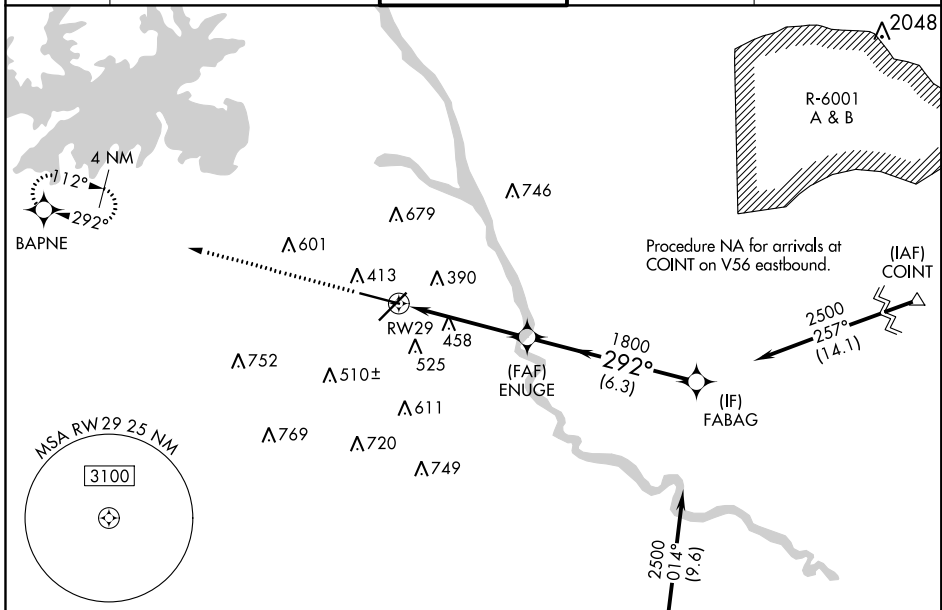 2048
R-6001
A & B
4 NM
112°
292°
BAPNE
746
679
601
413
390
Procedure NA for arrivals at
COINT on V56 eastbound.
(IAF)
COINT
2500
257°
(14.1)
RW29
458
525
1800
292°
(6.3)
(FAF)
ENUGE
(IF)
FABAG
752
510±
611
769
720
749
MSA RW 29 25 NM
3100
2500
014°
(9.6)